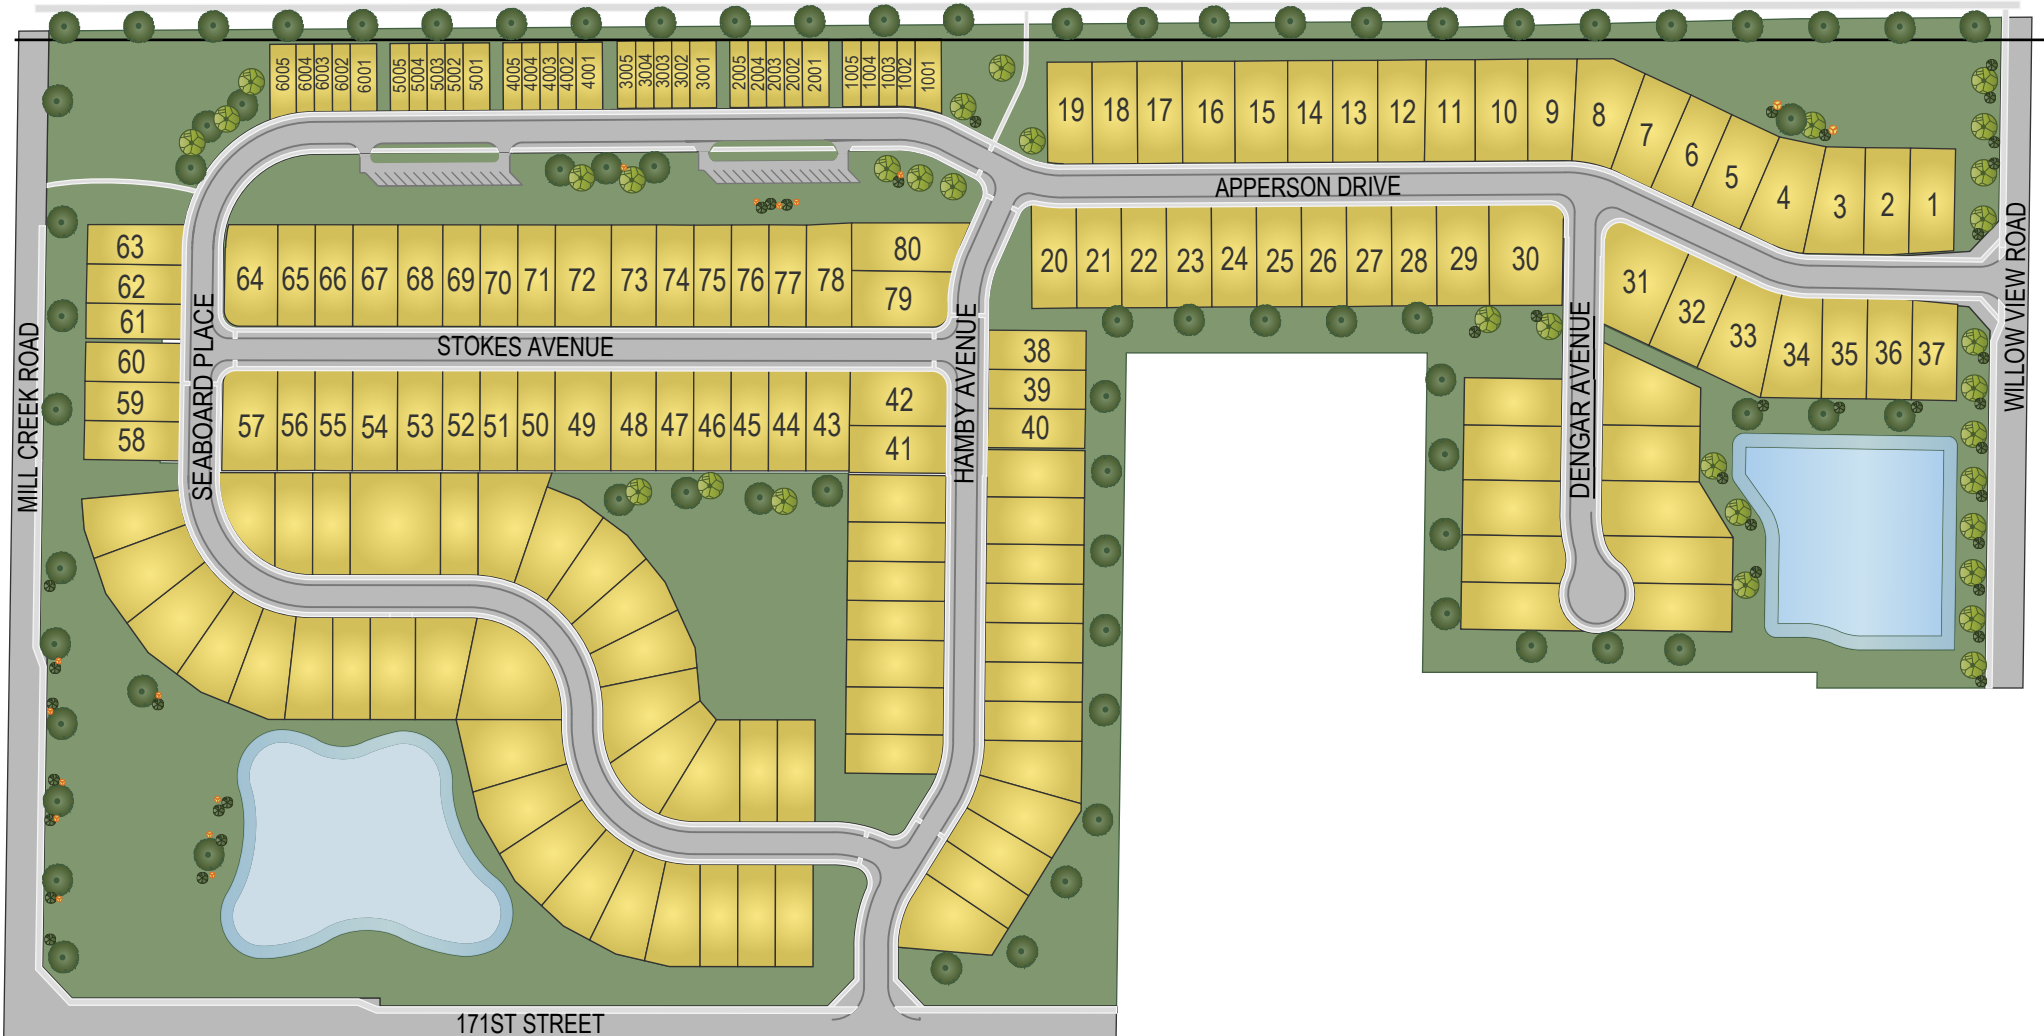 6005 6004 6003 6002 6001 5005 5004 5003 5002 5001 4005 4004 4003 4002 4001 3005 3004 3003 3002 3001 2005 2004 2003 2002 2001 1005 1004 1003 1002 1001
19 18 17 16 15 14 13 12 11 10 9 8 7 6 5 4 3 2 1
APPERSON DRIVE
63
62
61
60
59
58
64 65 66 67 68 69 70 71 72 73 74 75 76 77 78
80
79
20 21 22 23 24 25 26 27 28 29 30
31 32 33 34 35 36 37
STOKES AVENUE
38
39
40
57 56 55 54 53 52 51 50 49 48 47 46 45 44 43
42
41
MILL CREEK ROAD
SEABOARD PLACE
HAMBY AVENUE
DENGAR AVENUE
WILLOW VIEW ROAD
171ST STREET